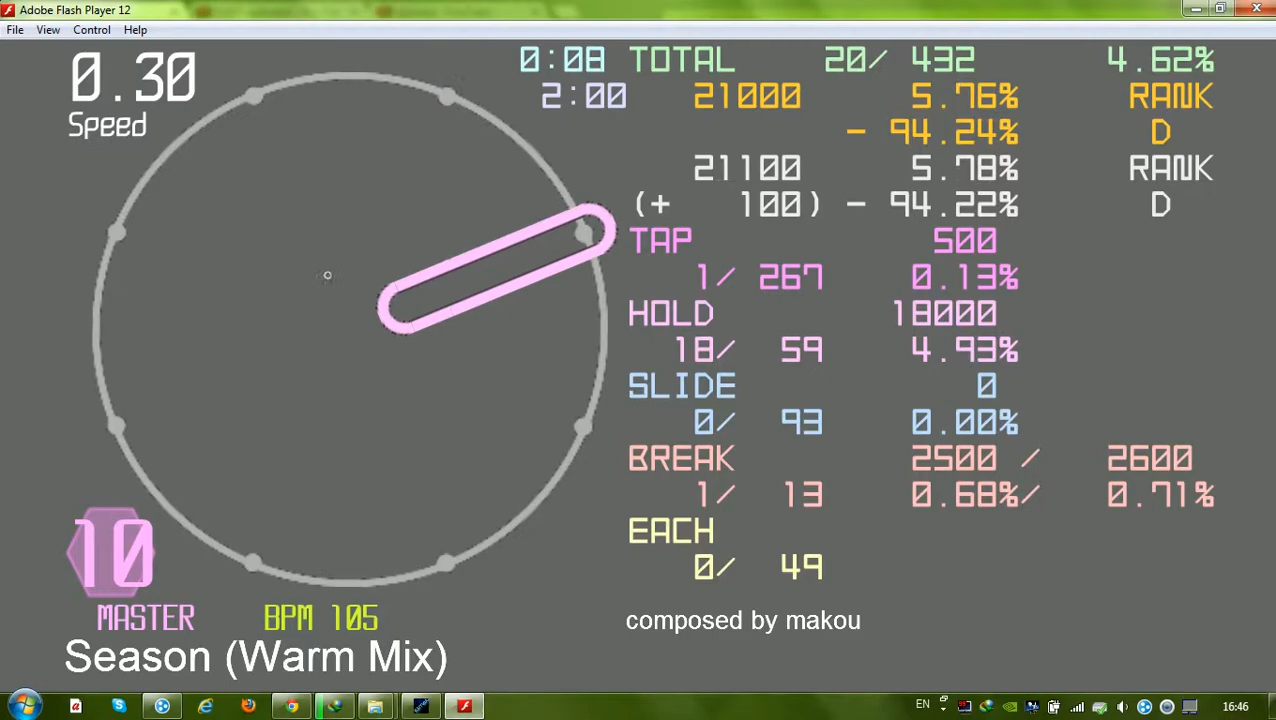 Adobe Flash Player 12
File View Control Help
0.30
Speed
0:08 TOTAL 20/ 432 4.62%
2:00 21000 5.76% RANK
- 94.24% D
21100 5.78% RANK
(+ 100) - 94.22% D
TAP 500
1/ 267 0.13%
HOLD 18000
18/ 59 4.93%
SLIDE 0
0/ 93 0.00%
BREAK 2500 / 2600
1/ 13 0.68%/ 0.71%
EACH
0/ 49
10
MASTER BPM 105
composed by makou
Season (Warm Mix)
EN 16:46